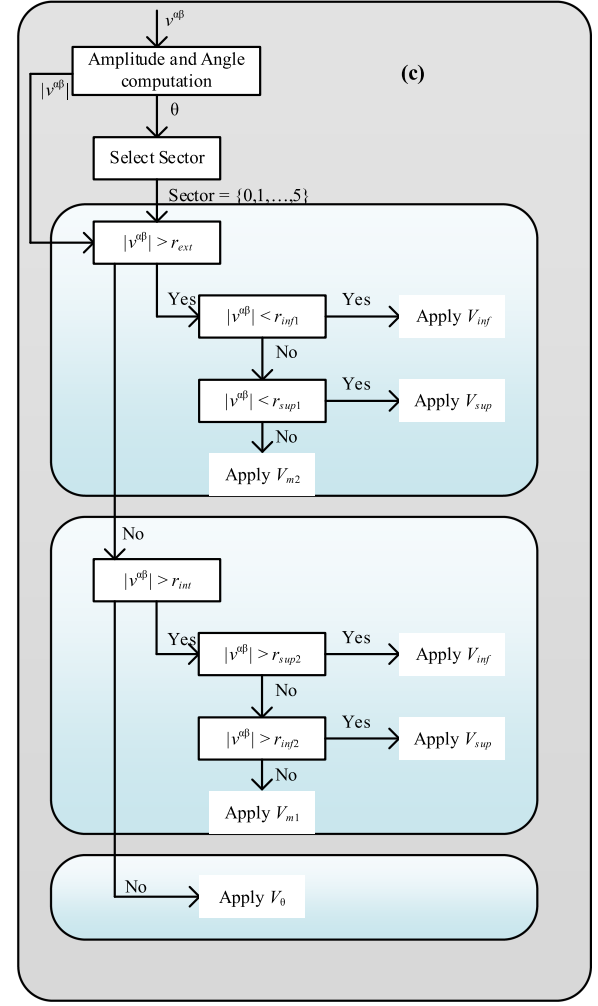 v^αβ
Amplitude and Angle
computation
(c)
|v^αβ|
θ
Select Sector
Sector = {0,1,…,5}
|v^αβ| > r_ext
Yes
|v^αβ| < r_inf1
Yes
Apply V_inf
No
|v^αβ| < r_sup1
Yes
Apply V_sup
No
Apply V_m2
No
|v^αβ| > r_int
Yes
|v^αβ| > r_sup2
Yes
Apply V_inf
No
|v^αβ| > r_inf2
Yes
Apply V_sup
No
Apply V_m1
No
Apply V_θ